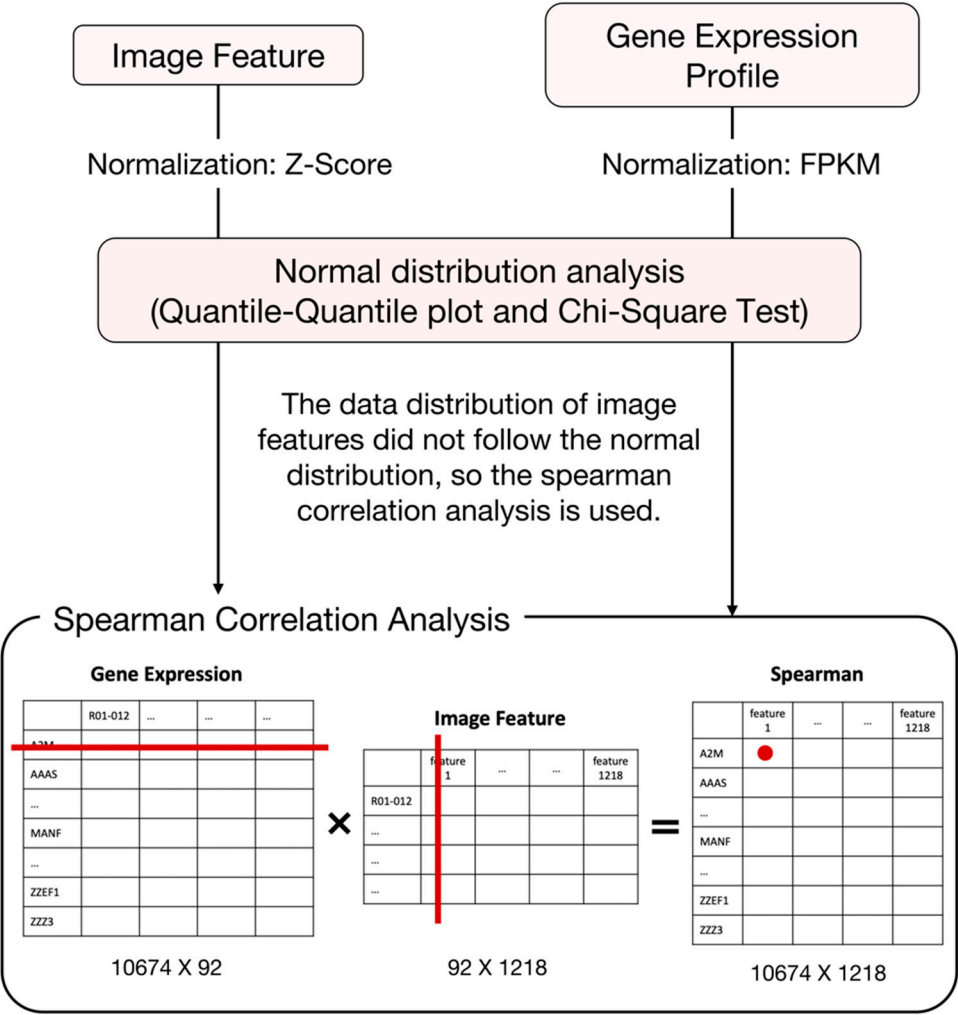 Image Feature
Gene Expression
Profile
Normalization: Z-Score
Normalization: FPKM
Normal distribution analysis
(Quantile-Quantile plot and Chi-Square Test)
The data distribution of image
features did not follow the normal
distribution, so the spearman
correlation analysis is used.
Spearman Correlation Analysis
Gene Expression
R01-012 ... ... ...
A2M
AAAS
...
MANF
...
ZZEF1
ZZZ3
10674 X 92
×
Image Feature
feature ... ... feature
1 1218
R01-012
...
...
...
92 X 1218
=
Spearman
feature ... ... feature
1 1218
A2M
AAAS
...
MANF
...
ZZEF1
ZZZ3
10674 X 1218